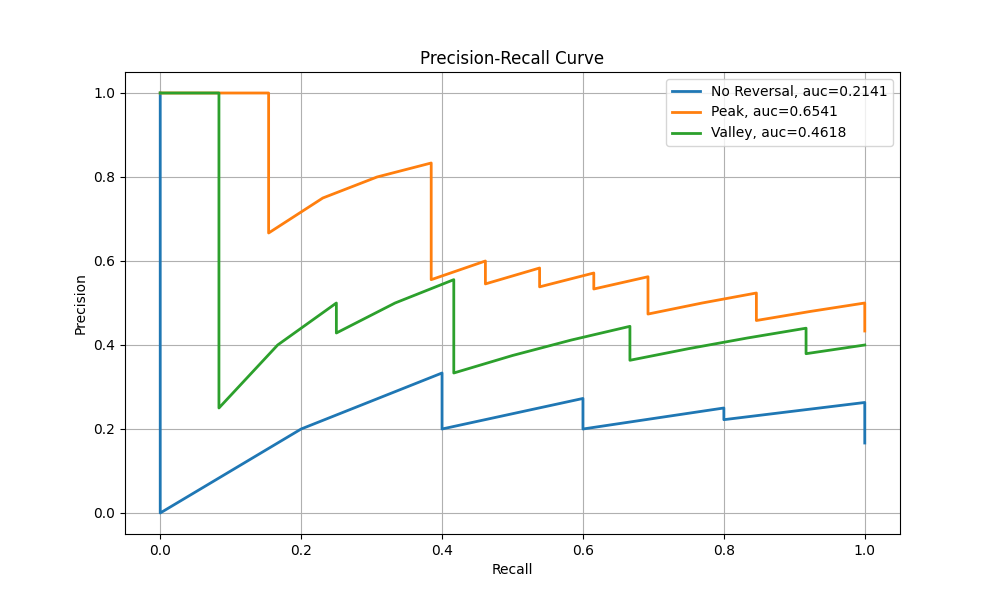 Precision-Recall Curve
No Reversal, auc=0.2141
Peak, auc=0.6541
Valley, auc=0.4618
Precision
1.0
0.8
0.6
0.4
0.2
0.0
0.0 0.2 0.4 0.6 0.8 1.0
Recall